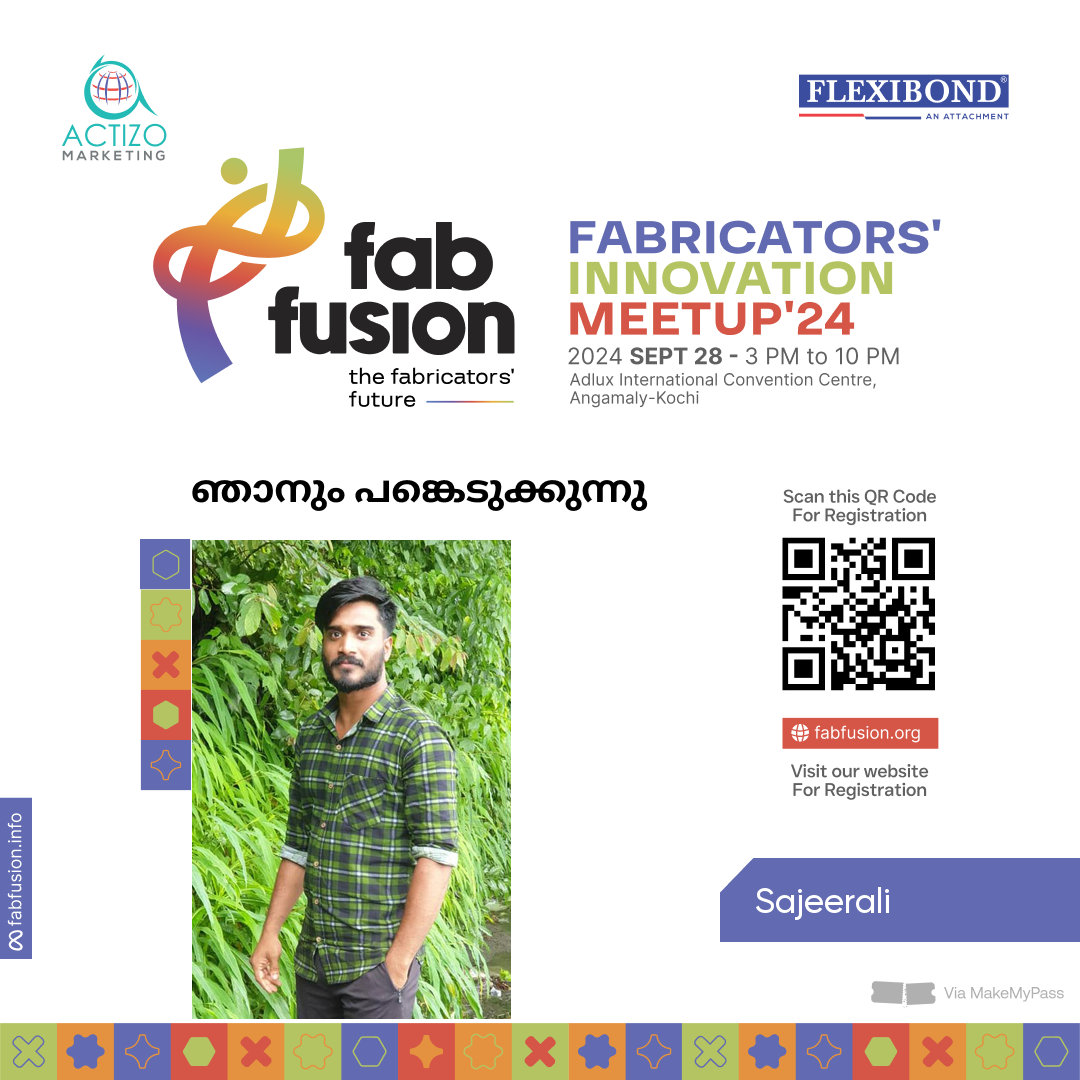 ACTIZO
MARKETING
FLEXIBOND®
AN ATTACHMENT
fab
fusion
the fabricators'
future
FABRICATORS'
INNOVATION
MEETUP'24
2024 SEPT 28 - 3 PM to 10 PM
Adlux International Convention Centre,
Angamaly-Kochi
ഞാനും പങ്കെടുക്കുന്നു
Scan this QR Code
For Registration
fabfusion.org
Visit our website
For Registration
fabfusion.info
Sajeerali
Via MakeMyPass